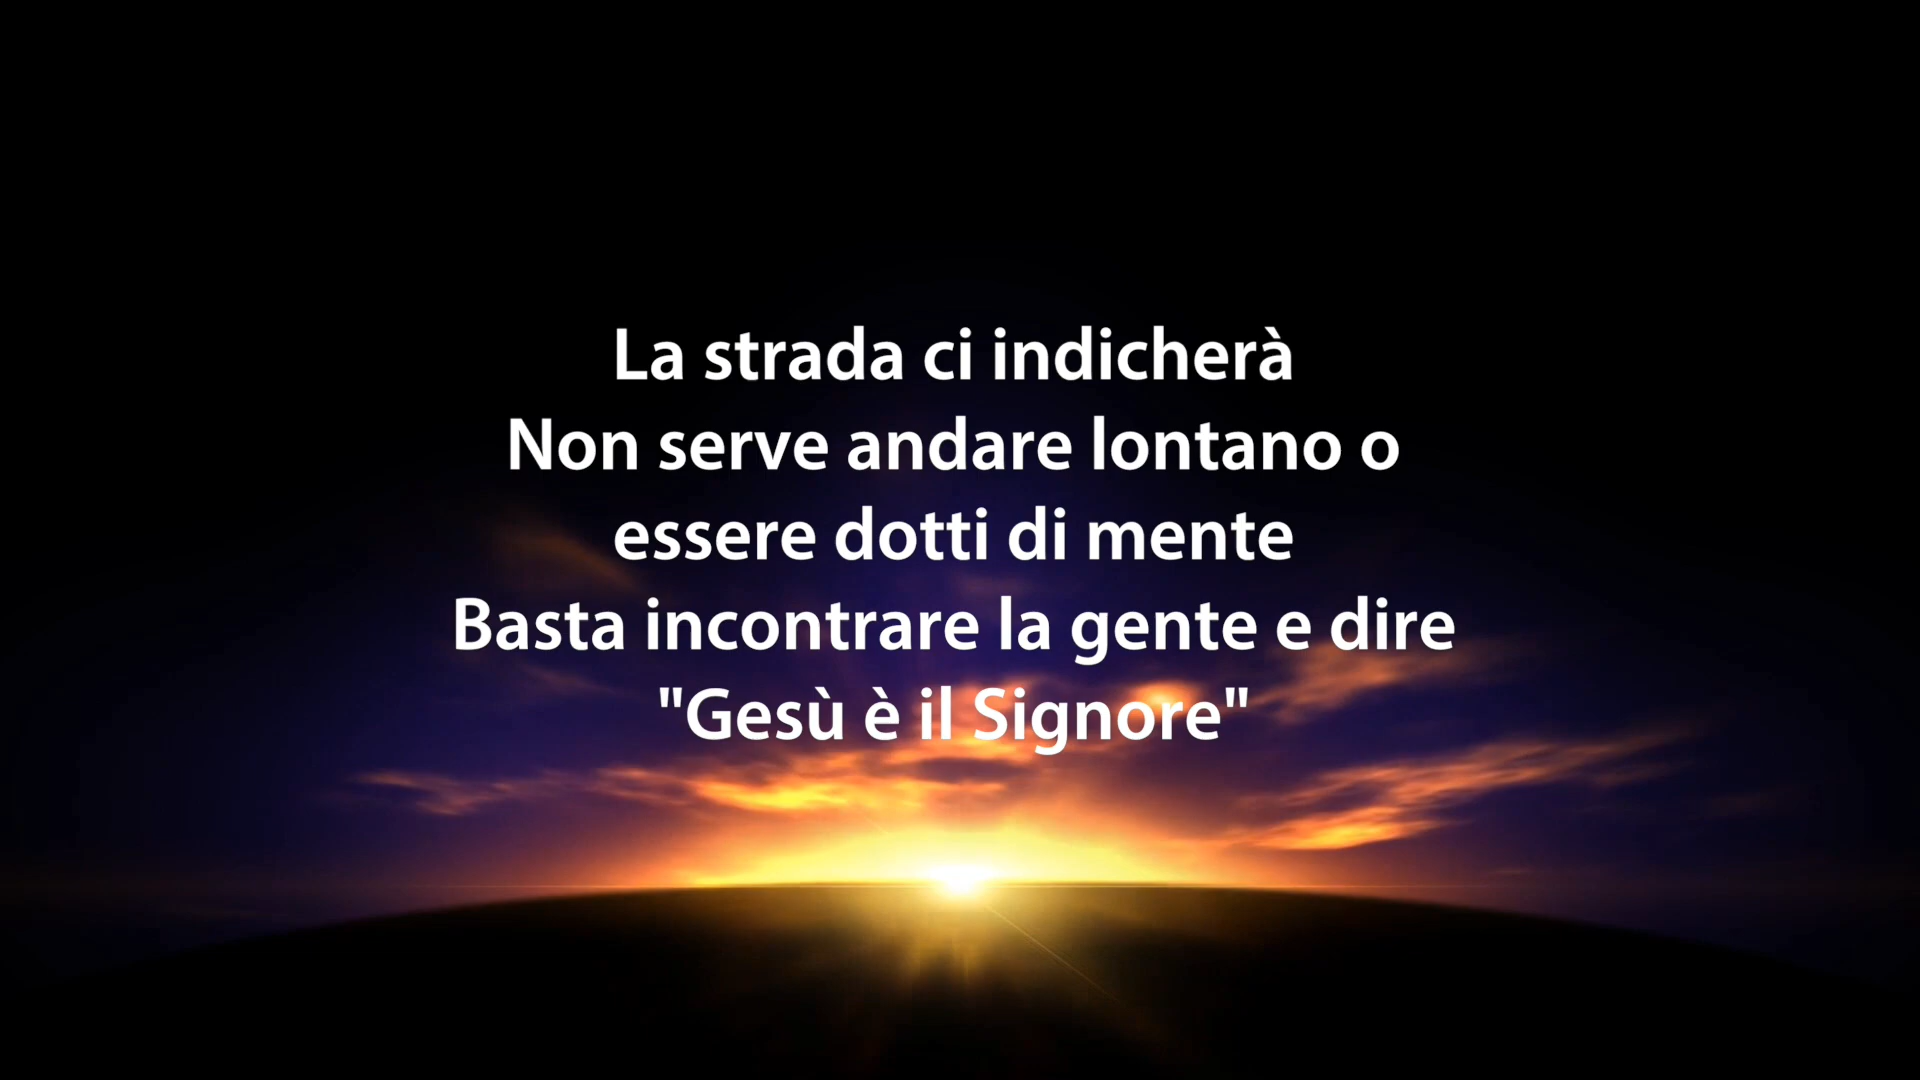 La strada ci indicherà
Non serve andare lontano o
essere dotti di mente
Basta incontrare la gente e dire
"Gesù è il Signore"